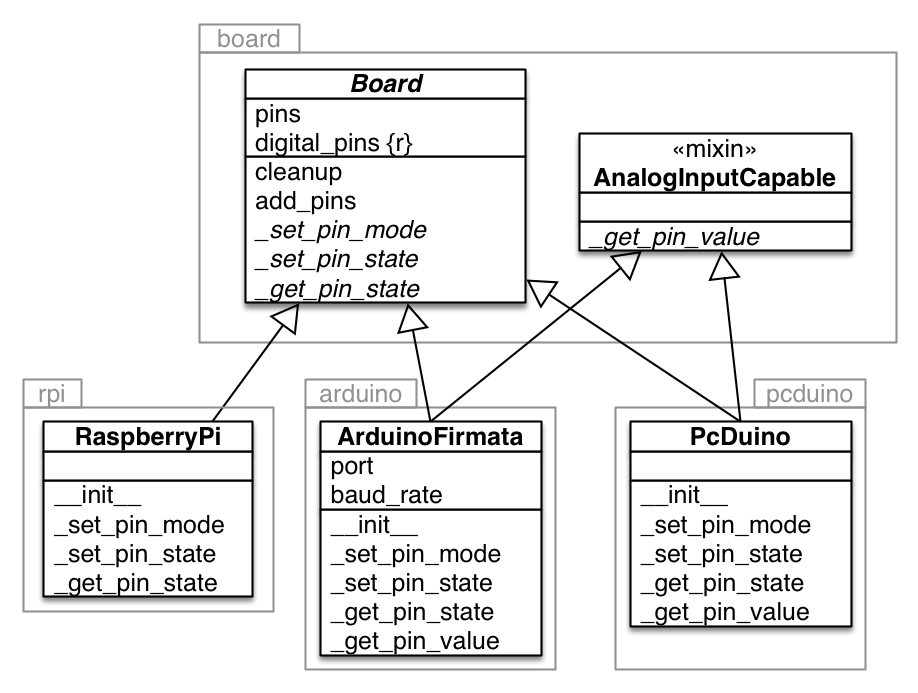 board
Board
pins
digital_pins {r}
cleanup
add_pins
_set_pin_mode
_set_pin_state
_get_pin_state
«mixin»
AnalogInputCapable
_get_pin_value
rpi
RaspberryPi
__init__
_set_pin_mode
_set_pin_state
_get_pin_state
arduino
ArduinoFirmata
port
baud_rate
__init__
_set_pin_mode
_set_pin_state
_get_pin_state
_get_pin_value
pcduino
PcDuino
__init__
_set_pin_mode
_set_pin_state
_get_pin_state
_get_pin_value